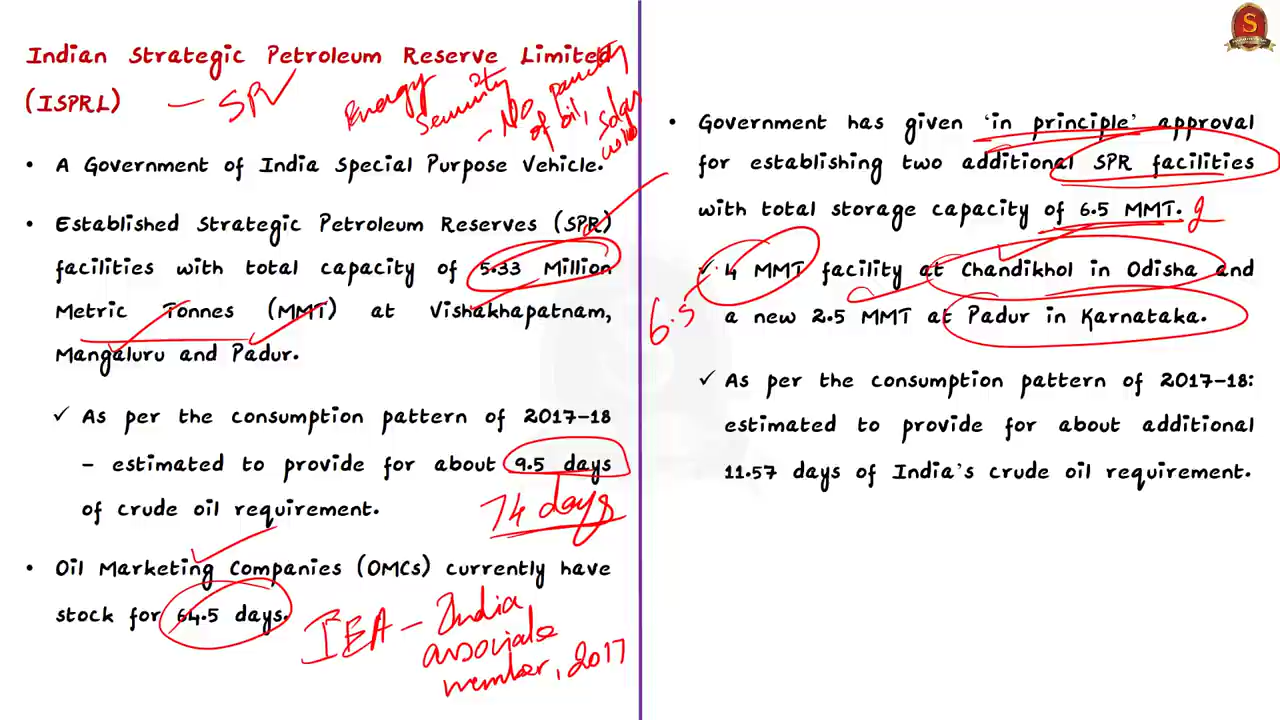 Indian Strategic Petroleum Reserve Limited
(ISPRL) – SPV
Energy
Security – No
of oil, solar
• A Government of India Special Purpose Vehicle.
• Established Strategic Petroleum Reserves (SPR)
facilities with total capacity of 5.33 Million
Metric Tonnes (MMT) at Vishakhapatnam,
Mangaluru and Padur.
✓ As per the consumption pattern of 2017-18
– estimated to provide for about 9.5 days
of crude oil requirement.
74 days
• Oil Marketing Companies (OMCs) currently have
stock for 64.5 days.
IEA – India
associate
member, 2017
• Government has given 'in principle' approval
for establishing two additional SPR facilities
with total storage capacity of 6.5 MMT.
✓ 4 MMT facility at Chandikhol in Odisha and
6.5
a new 2.5 MMT at Padur in Karnataka.
✓ As per the consumption pattern of 2017-18:
estimated to provide for about additional
11.57 days of India's crude oil requirement.
S